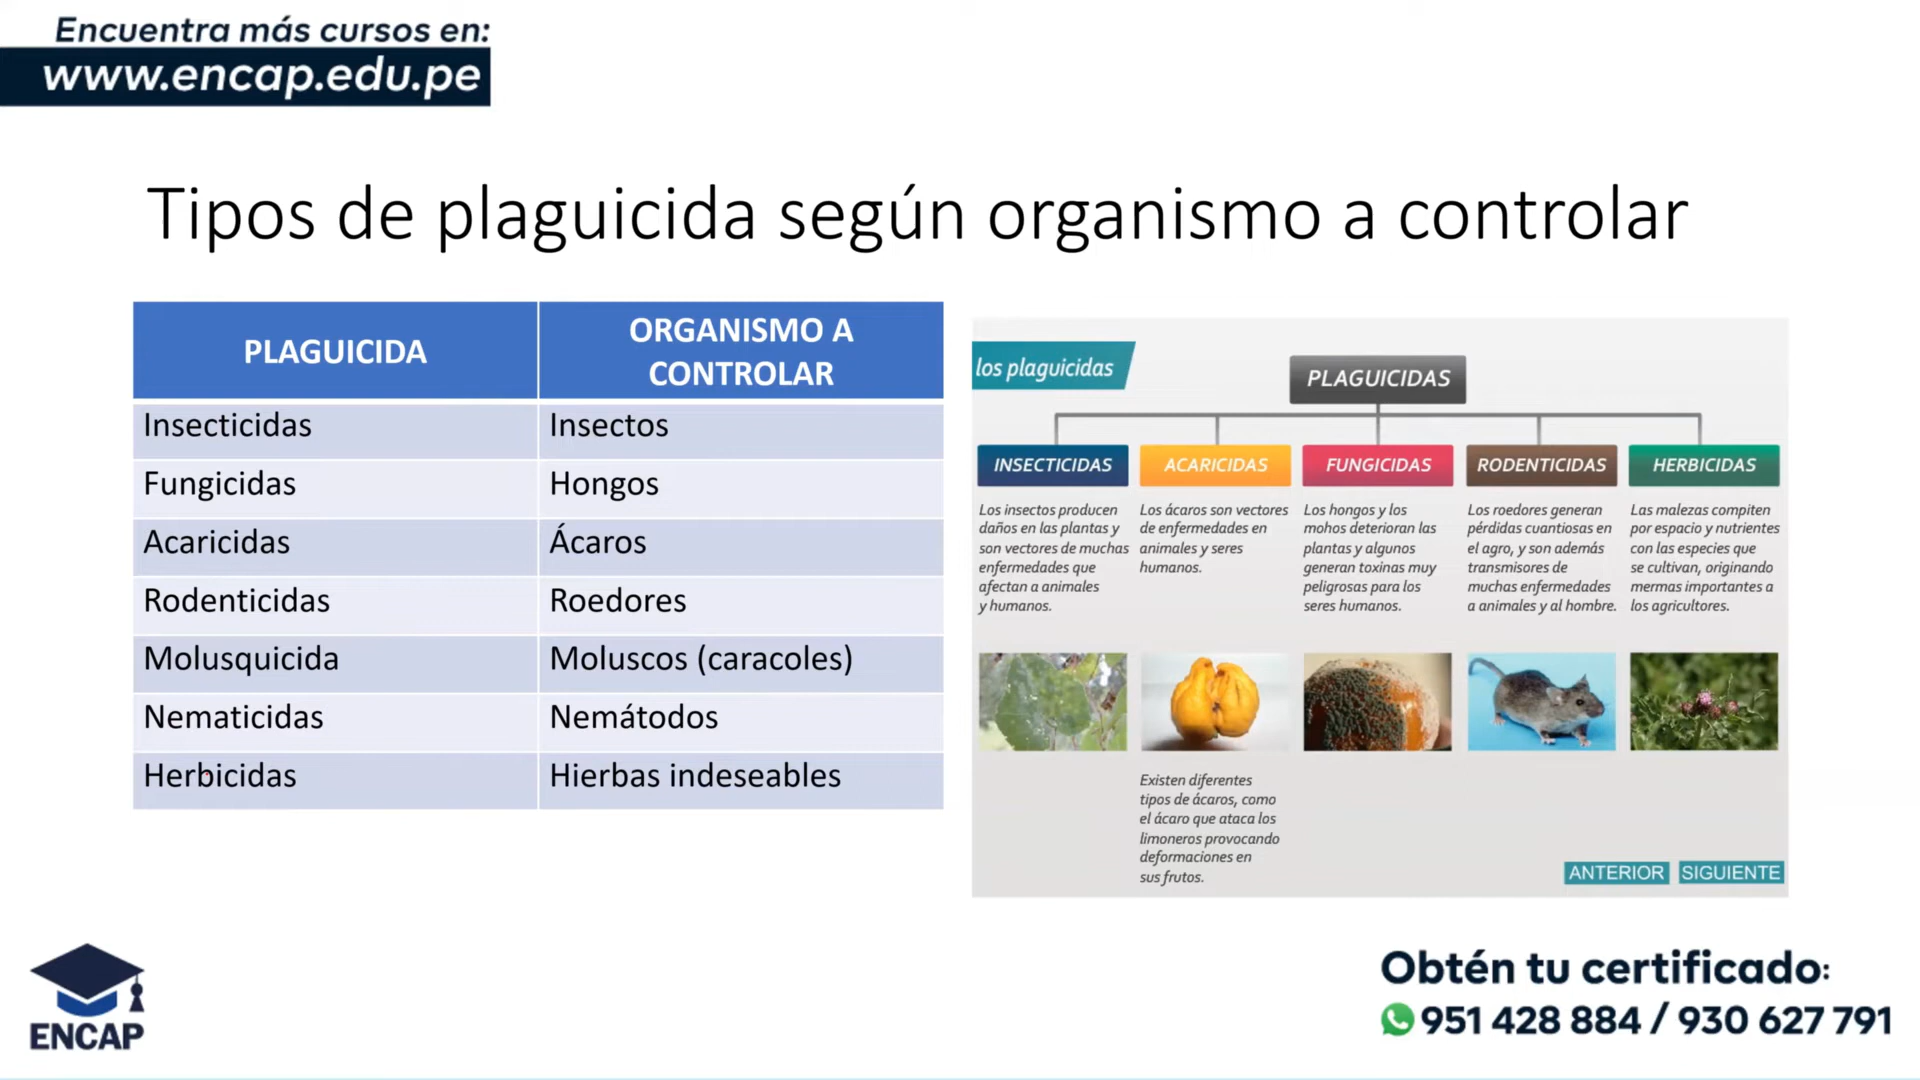 Encuentra más cursos en:
www.encap.edu.pe
Tipos de plaguicida según organismo a controlar
PLAGUICIDA
ORGANISMO A
CONTROLAR
Insecticidas
Insectos
Fungicidas
Hongos
Acaricidas
Ácaros
Rodenticidas
Roedores
Molusquicida
Moluscos (caracoles)
Nematicidas
Nemátodos
Herbicidas
Hierbas indeseables
los plaguicidas
PLAGUICIDAS
INSECTICIDAS
Los insectos producen
daños en las plantas y
son vectores de muchas
enfermedades que
afectan a animales
y humanos.
ACARICIDAS
Los ácaros son vectores
de enfermedades en
animales y seres
humanos.
Existen diferentes
tipos de ácaros, como
el ácaro que ataca los
limoneros provocando
deformaciones en
sus frutos.
FUNGICIDAS
Los hongos y los
mohos deterioran las
plantas y algunos
generan toxinas muy
peligrosas para los
seres humanos.
RODENTICIDAS
Los roedores generan
pérdidas cuantiosas en
el agro, y son además
transmisores de
muchas enfermedades
a animales y al hombre.
HERBICIDAS
Las malezas compiten
por espacio y nutrientes
con las especies que
se cultivan, originando
mermas importantes a
los agricultores.
ANTERIOR
SIGUIENTE
ENCAP
Obtén tu certificado:
951 428 884 / 930 627 791